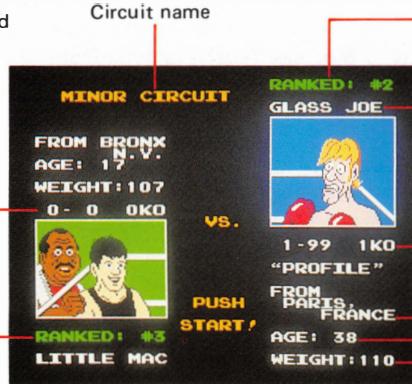 d
Circuit name
MINOR CIRCUIT
FROM BRONX
N.Y.
AGE: 17
WEIGHT:107
0- 0 0KO
RANKED: #3
LITTLE MAC
VS.
PUSH
START!
RANKED: #2
GLASS JOE
1-99 1KO
"PROFILE"
FROM
PARIS,
FRANCE
AGE: 38
WEIGHT:110